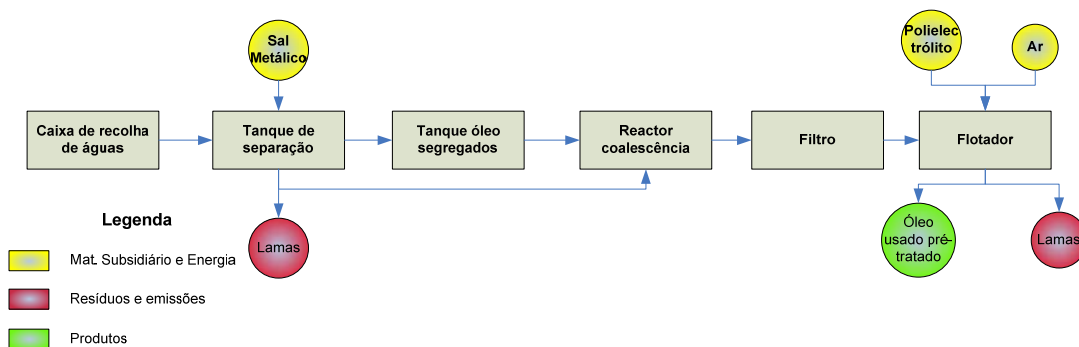 Sal
Metálico
Polielec
trólito
Ar
Caixa de recolha
de águas
Tanque de
separação
Tanque óleo
segregados
Reactor
coalescência
Filtro
Flotador
Legenda
Lamas
Óleo
usado pré-
tratado
Lamas
Mat. Subsidiário e Energia
Resíduos e emissões
Produtos